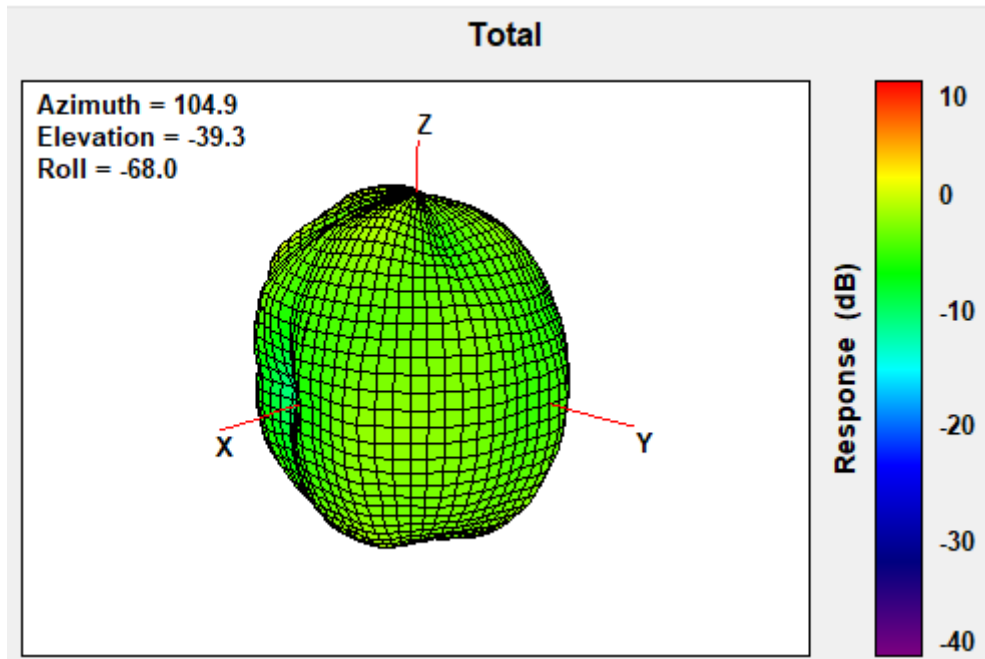 Total
Azimuth = 104.9
Elevation = -39.3
Roll = -68.0
Z
X
Y
10
0
-10
-20
-30
-40
Response (dB)